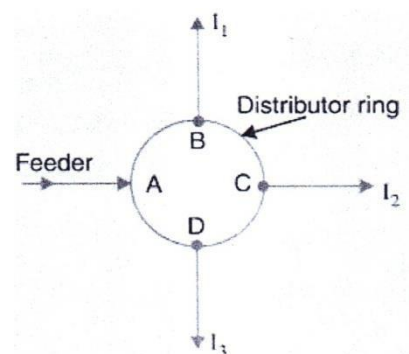 I₁
Distributor ring
B
Feeder
A
C
I₂
D
I₃